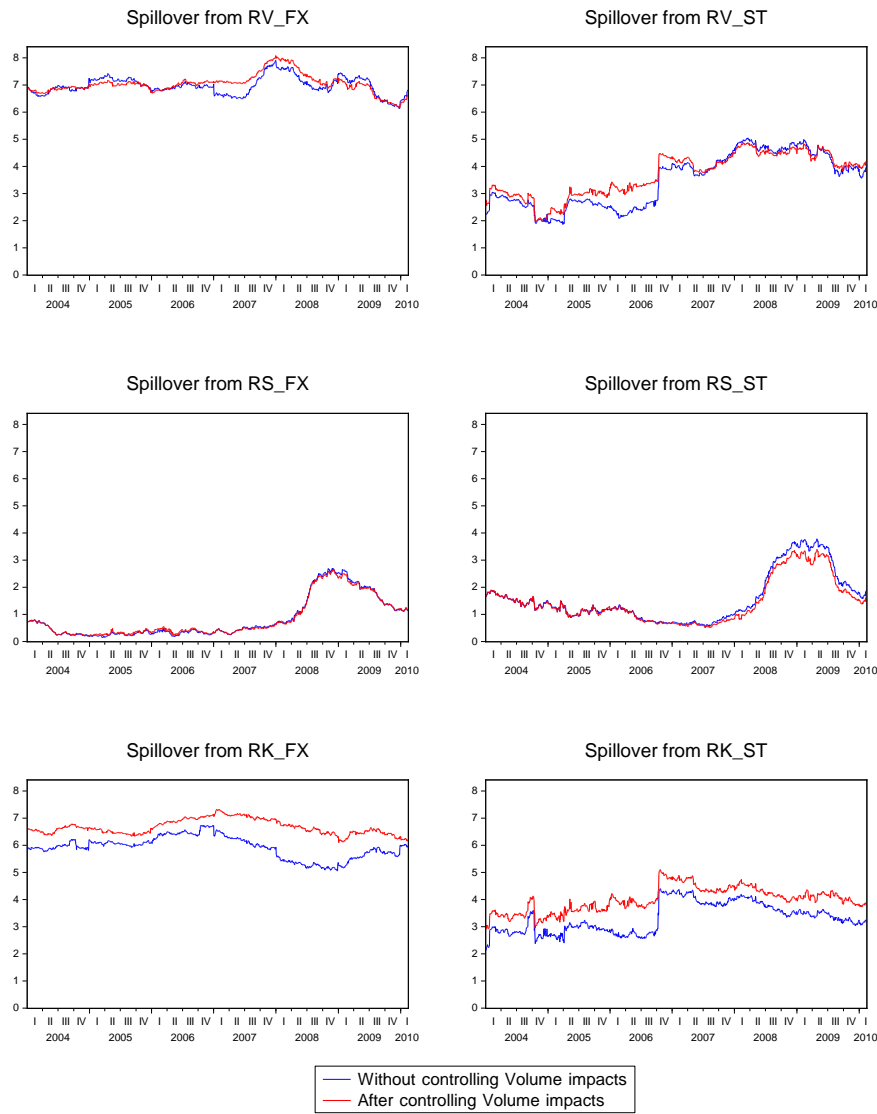 Spillover from RV_FX
Spillover from RV_ST
8
7
6
5
4
3
2
1
0
I II III IV I II III IV I II III IV I II III IV I II III IV I II III IV I
2004 2005 2006 2007 2008 2009 2010
8
7
6
5
4
3
2
1
0
I II III IV I II III IV I II III IV I II III IV I II III IV I II III IV I
2004 2005 2006 2007 2008 2009 2010
Spillover from RS_FX
Spillover from RS_ST
8
7
6
5
4
3
2
1
0
I II III IV I II III IV I II III IV I II III IV I II III IV I II III IV I
2004 2005 2006 2007 2008 2009 2010
8
7
6
5
4
3
2
1
0
I II III IV I II III IV I II III IV I II III IV I II III IV I II III IV I
2004 2005 2006 2007 2008 2009 2010
Spillover from RK_FX
Spillover from RK_ST
8
7
6
5
4
3
2
1
0
I II III IV I II III IV I II III IV I II III IV I II III IV I II III IV I
2004 2005 2006 2007 2008 2009 2010
8
7
6
5
4
3
2
1
0
I II III IV I II III IV I II III IV I II III IV I II III IV I II III IV I
2004 2005 2006 2007 2008 2009 2010
Without controlling Volume impacts
After controlling Volume impacts